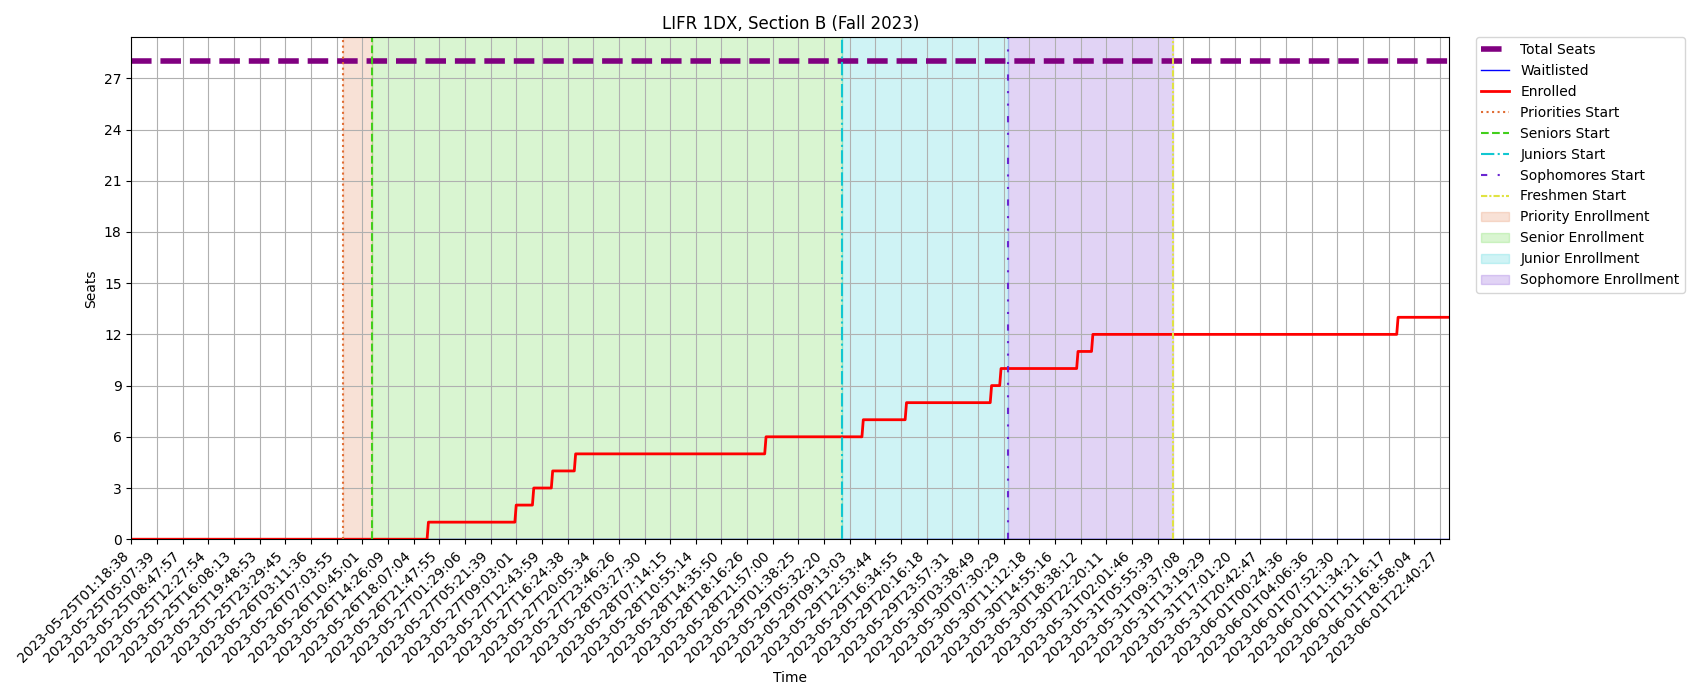 LIFR 1DX, Section B (Fall 2023)
Total Seats
Waitlisted
Enrolled
Priorities Start
Seniors Start
Juniors Start
Sophomores Start
Freshmen Start
Priority Enrollment
Senior Enrollment
Junior Enrollment
Sophomore Enrollment
Seats
27
24
21
18
15
12
9
6
3
0
2023-05-25T01:18:38
2023-05-25T05:07:39
2023-05-25T08:47:57
2023-05-25T12:27:54
2023-05-25T16:08:13
2023-05-25T19:48:53
2023-05-25T23:29:45
2023-05-26T03:11:36
2023-05-26T07:03:55
2023-05-26T10:45:01
2023-05-26T14:26:09
2023-05-26T18:07:04
2023-05-26T21:47:55
2023-05-27T01:29:06
2023-05-27T05:21:39
2023-05-27T09:03:01
2023-05-27T12:43:59
2023-05-27T16:24:38
2023-05-27T20:05:34
2023-05-27T23:46:26
2023-05-28T03:27:30
2023-05-28T07:14:15
2023-05-28T10:55:14
2023-05-28T14:35:50
2023-05-28T18:16:26
2023-05-28T21:57:00
2023-05-29T01:38:25
2023-05-29T05:32:20
2023-05-29T09:13:03
2023-05-29T12:53:44
2023-05-29T16:34:55
2023-05-29T20:16:18
2023-05-29T23:57:31
2023-05-30T03:38:49
2023-05-30T07:30:29
2023-05-30T11:12:18
2023-05-30T14:55:16
2023-05-30T18:38:12
2023-05-30T22:20:11
2023-05-31T02:01:46
2023-05-31T05:55:39
2023-05-31T09:37:08
2023-05-31T13:19:29
2023-05-31T17:01:20
2023-05-31T20:42:47
2023-06-01T00:24:36
2023-06-01T04:06:36
2023-06-01T07:52:30
2023-06-01T11:34:21
2023-06-01T15:16:17
2023-06-01T18:58:04
2023-06-01T22:40:27
Time